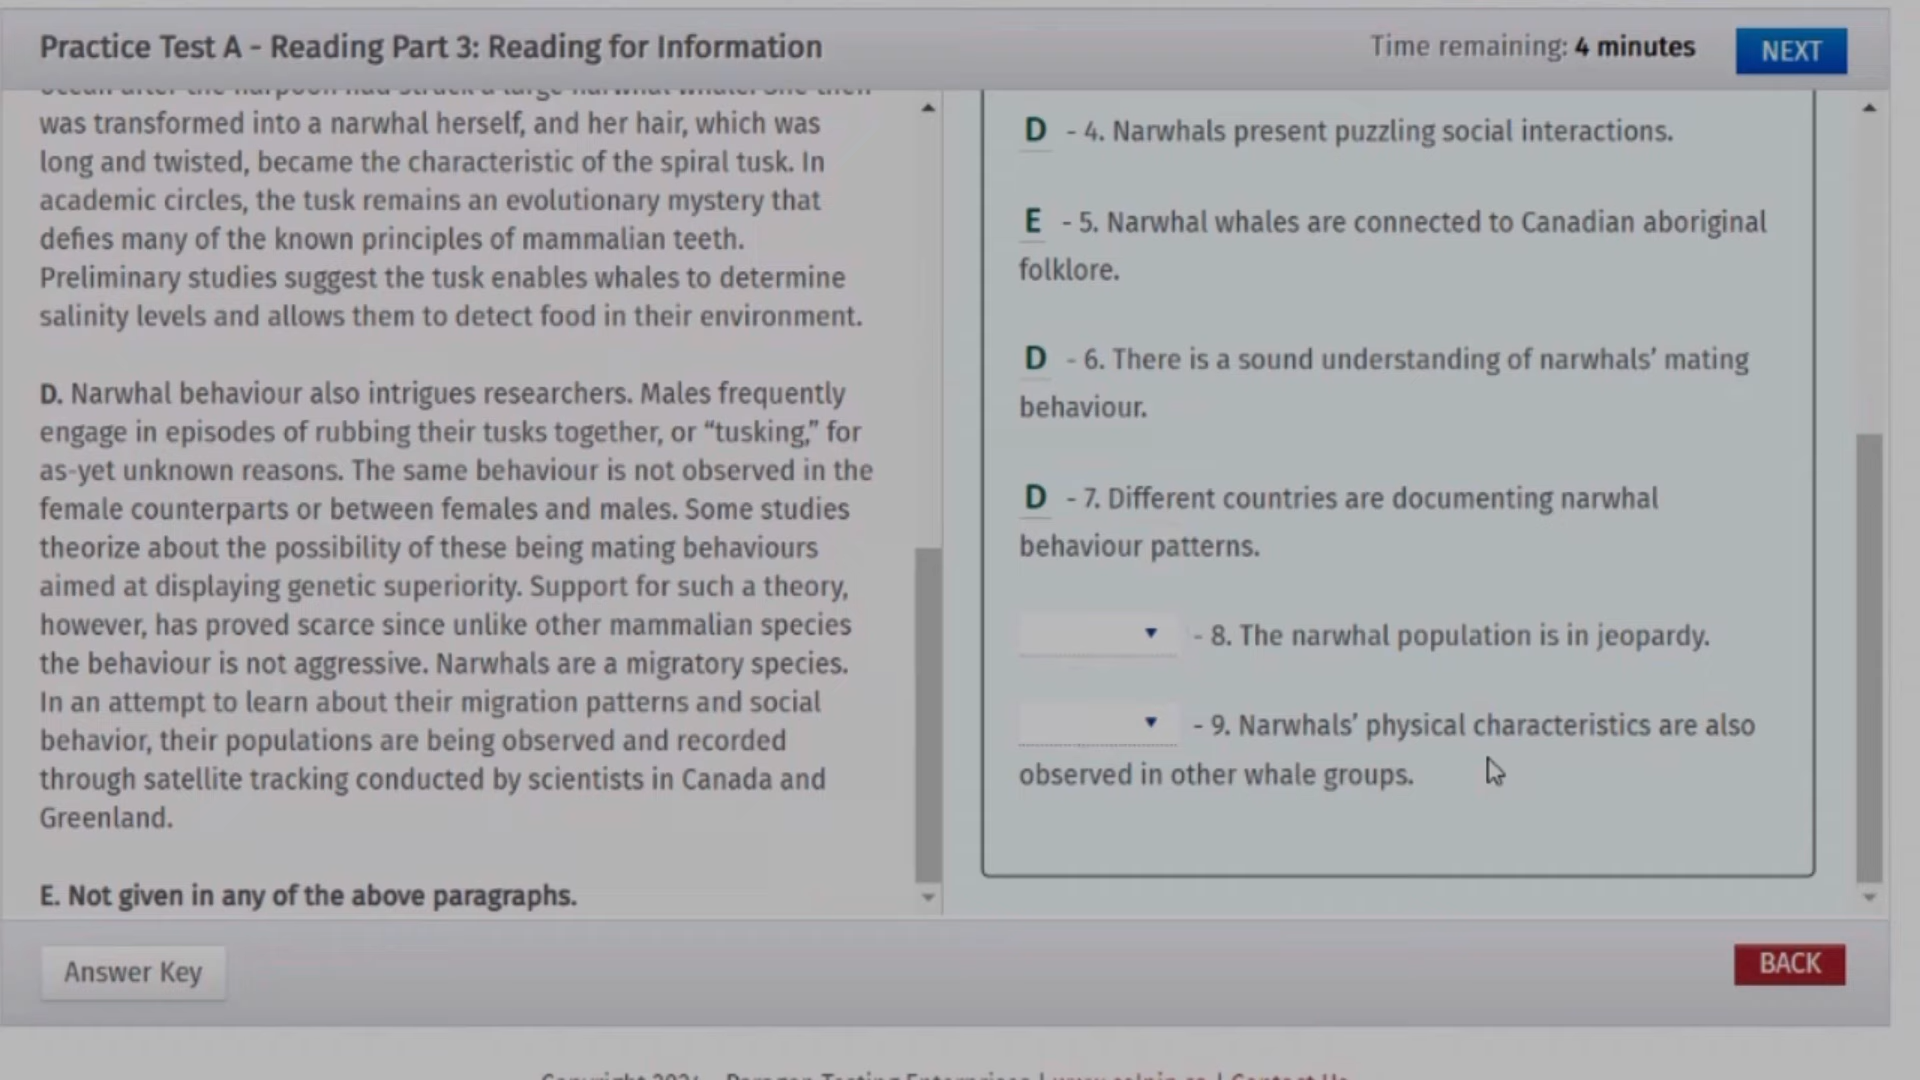 Practice Test A - Reading Part 3: Reading for Information
Time remaining: 4 minutes
NEXT
ocean after the harpoon had struck a large narwhal whale. She then
was transformed into a narwhal herself, and her hair, which was
long and twisted, became the characteristic of the spiral tusk. In
academic circles, the tusk remains an evolutionary mystery that
defies many of the known principles of mammalian teeth.
Preliminary studies suggest the tusk enables whales to determine
salinity levels and allows them to detect food in their environment.
D. Narwhal behaviour also intrigues researchers. Males frequently
engage in episodes of rubbing their tusks together, or “tusking,” for
as-yet unknown reasons. The same behaviour is not observed in the
female counterparts or between females and males. Some studies
theorize about the possibility of these being mating behaviours
aimed at displaying genetic superiority. Support for such a theory,
however, has proved scarce since unlike other mammalian species
the behaviour is not aggressive. Narwhals are a migratory species.
In an attempt to learn about their migration patterns and social
behavior, their populations are being observed and recorded
through satellite tracking conducted by scientists in Canada and
Greenland.
E. Not given in any of the above paragraphs.
D - 4. Narwhals present puzzling social interactions.
E - 5. Narwhal whales are connected to Canadian aboriginal
folklore.
D - 6. There is a sound understanding of narwhals’ mating
behaviour.
D - 7. Different countries are documenting narwhal
behaviour patterns.
- 8. The narwhal population is in jeopardy.
- 9. Narwhals’ physical characteristics are also
observed in other whale groups.
Answer Key
BACK